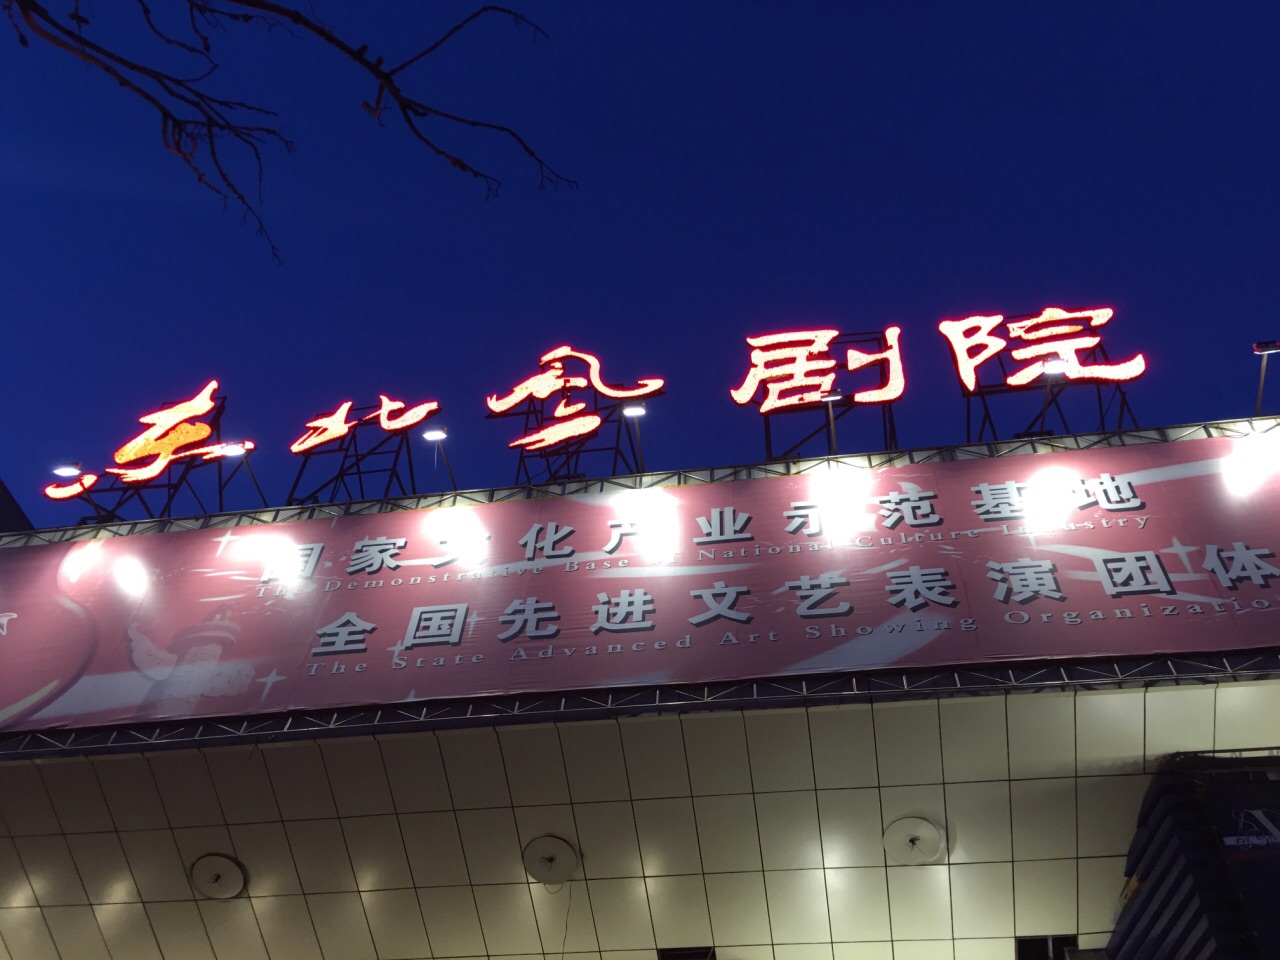 东北风剧院
国家文化产业示范基地
The Demonstrative Base of National Culture Industry
全国先进文艺表演团体
The State Advanced Art Showing Organization